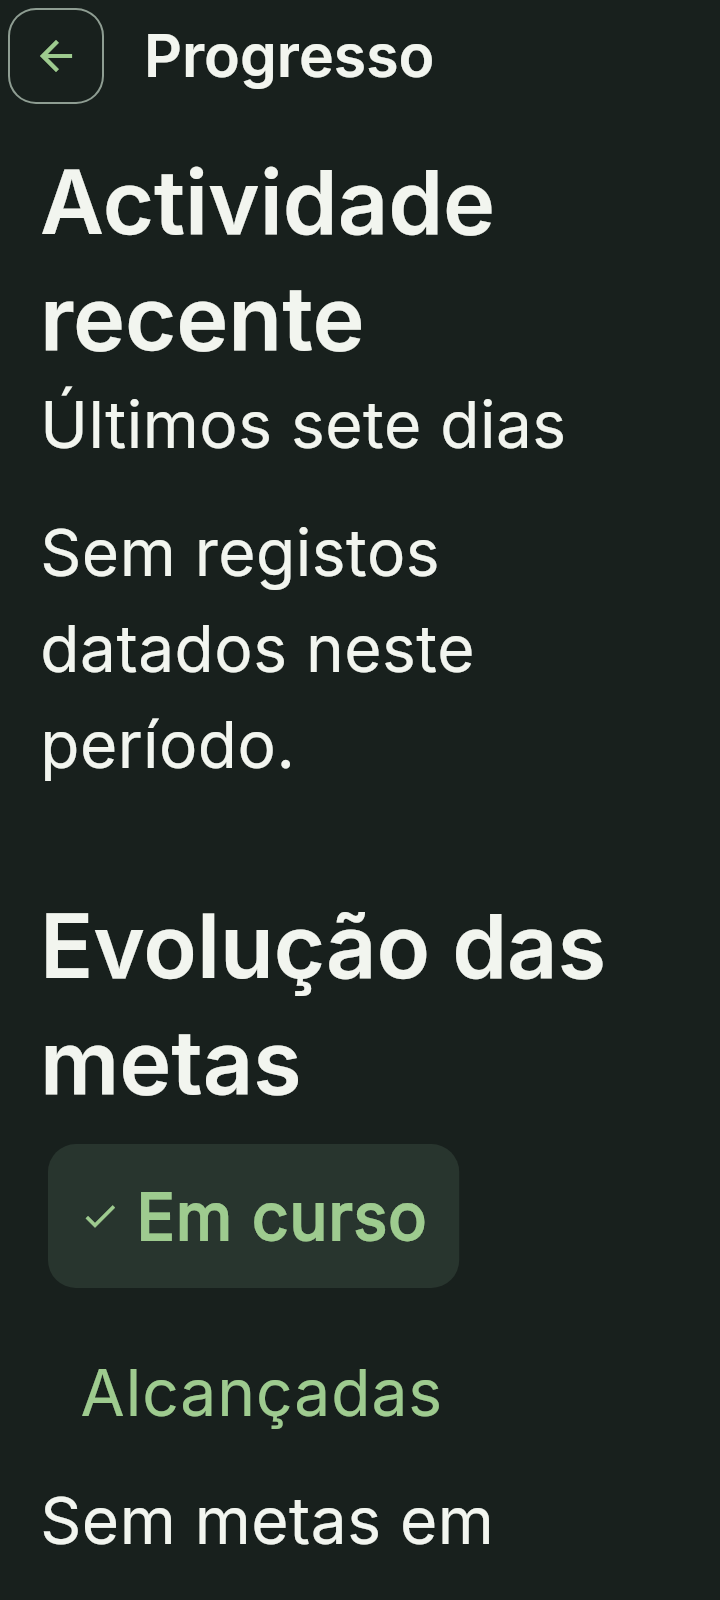 Progresso
Actividade
recente
Últimos sete dias
Sem registos
datados neste
período.
Evolução das
metas
Em curso
Alcançadas
Sem metas em